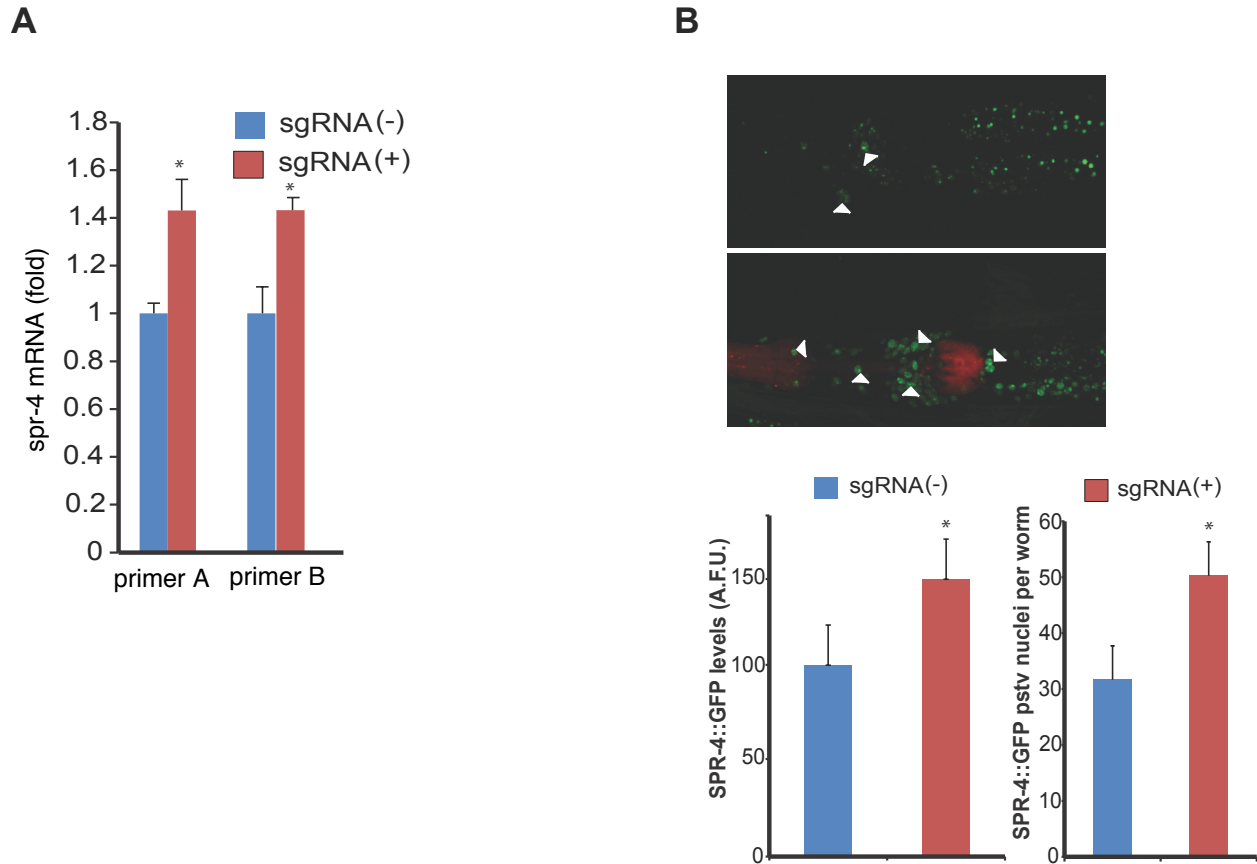 A
B
sgRNA(-)
sgRNA(+)
*
*
1.8
1.6
1.4
1.2
1
0.8
0.6
0.4
0.2
0
spr-4 mRNA (fold)
primer A
primer B
sgRNA(-)
sgRNA(+)
SPR-4::GFP levels (A.F.U.)
150
100
50
0
*
SPR-4::GFP pstv nuclei per worm
60
50
40
30
20
10
0
*